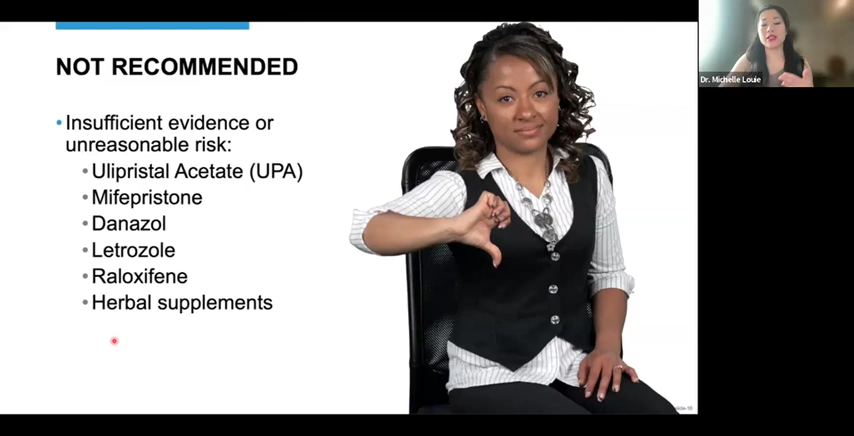 NOT RECOMMENDED
• Insufficient evidence or
unreasonable risk:
• Ulipristal Acetate (UPA)
• Mifepristone
• Danazol
• Letrozole
• Raloxifene
• Herbal supplements
Dr. Michelle Louie